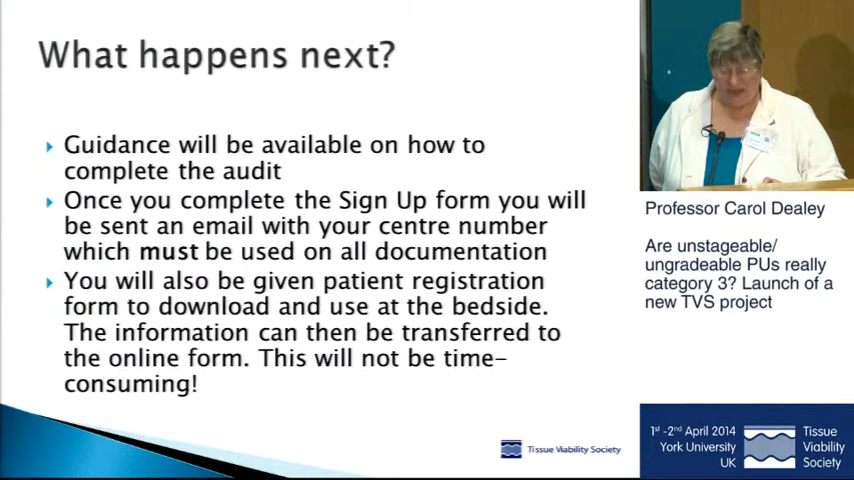 What happens next?
Guidance will be available on how to
complete the audit
Once you complete the Sign Up form you will
be sent an email with your centre number
which must be used on all documentation
You will also be given patient registration
form to download and use at the bedside.
The information can then be transferred to
the online form. This will not be time-
consuming!
Tissue Viability Society
Professor Carol Dealey
Are unstageable/
ungradeable PUs really
category 3? Launch of a
new TVS project
1st -2nd April 2014
York University
UK
Tissue
Viability
Society